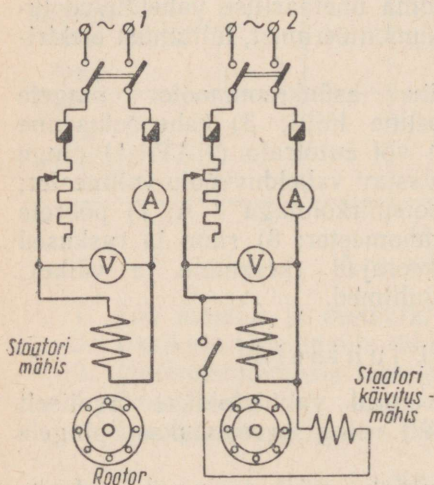 ~ 1
~ 2
A
A
V
V
Staatori
mähis
Staatori
käivitus-
mähis
Rootor